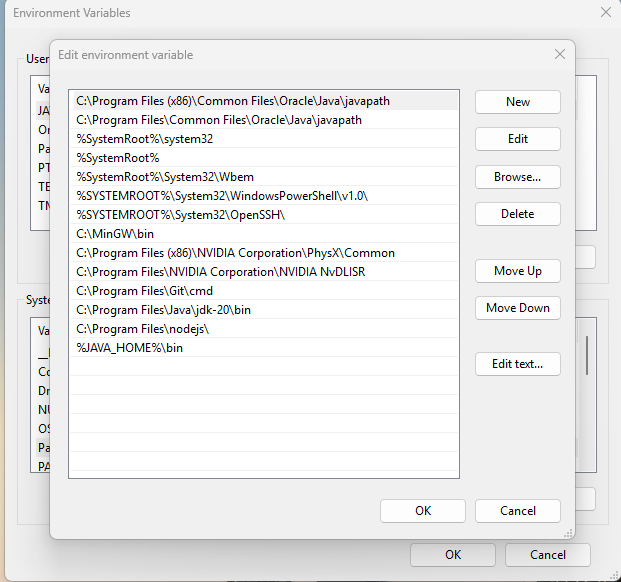 Environment Variables
Edit environment variable
User
Va
JA
On
Pa
PT
TE
TM
C:\Program Files (x86)\Common Files\Oracle\Java\javapath
C:\Program Files\Common Files\Oracle\Java\javapath
%SystemRoot%\system32
%SystemRoot%
%SystemRoot%\System32\Wbem
%SYSTEMROOT%\System32\WindowsPowerShell\v1.0\
%SYSTEMROOT%\System32\OpenSSH\
C:\MinGW\bin
C:\Program Files (x86)\NVIDIA Corporation\PhysX\Common
C:\Program Files\NVIDIA Corporation\NVIDIA NvDLISR
C:\Program Files\Git\cmd
C:\Program Files\Java\jdk-20\bin
C:\Program Files\nodejs\
%JAVA_HOME%\bin
New
Edit
Browse...
Delete
Move Up
Move Down
Edit text...
Syste
Va
Co
Dr
NU
OS
Pa
PA
OK
Cancel
OK
Cancel